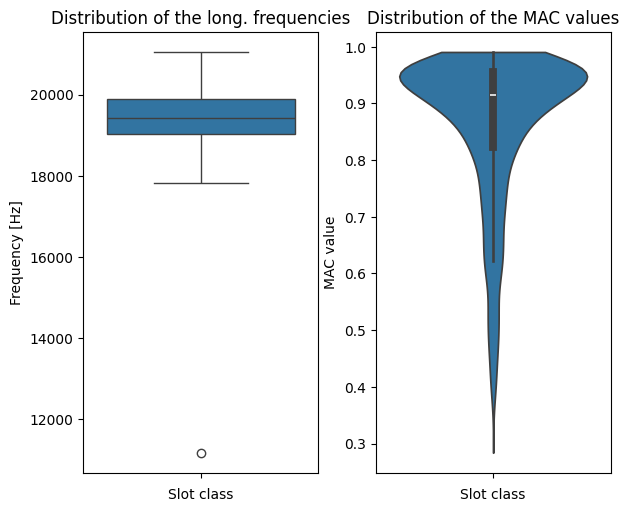 Distribution of the long. frequencies
Frequency [Hz]
20000
18000
16000
14000
12000
Slot class
Distribution of the MAC values
MAC value
1.0
0.9
0.8
0.7
0.6
0.5
0.4
0.3
Slot class